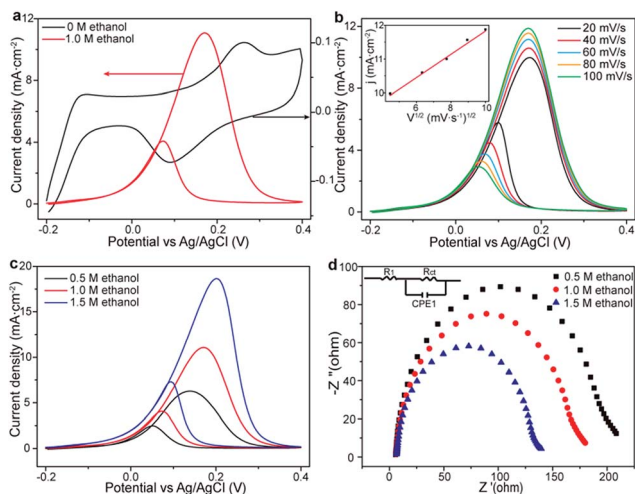 a
0 M ethanol
1.0 M ethanol
Current density (mA·cm⁻²)
12
8
4
0
0.1
0.0
-0.1
Current density (mA·cm⁻²)
-0.2 0.0 0.2 0.4
Potential vs Ag/AgCl (V)
b
20 mV/s
40 mV/s
60 mV/s
80 mV/s
100 mV/s
j (mA·cm⁻²)
12
11
10
4 6 8 10
V^1/2 (mV·s⁻¹)^1/2
Current density (mA·cm⁻²)
12
8
4
0
-0.2 0.0 0.2 0.4
Potential vs Ag/AgCl (V)
c
0.5 M ethanol
1.0 M ethanol
1.5 M ethanol
Current density (mA·cm⁻²)
20
15
10
5
0
-0.2 0.0 0.2 0.4
Potential vs Ag/AgCl (V)
d
R1 Rct
CPE1
0.5 M ethanol
1.0 M ethanol
1.5 M ethanol
-Z''(ohm)
100
80
60
40
20
0
0 50 100 150 200
Z'(ohm)